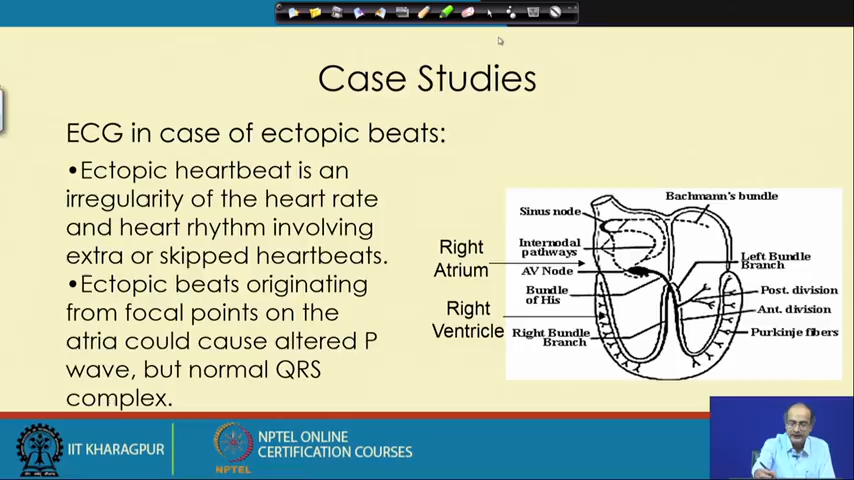 Case Studies
ECG in case of ectopic beats:
•Ectopic heartbeat is an
irregularity of the heart rate
and heart rhythm involving
extra or skipped heartbeats.
•Ectopic beats originating
from focal points on the
atria could cause altered P
wave, but normal QRS
complex.
Right
Atrium
Right
Ventricle
Bachmann's bundle
Sinus node
Internodal
pathways
AV Node
Bundle
of His
Right Bundle
Branch
Left Bundle
Branch
Post. division
Ant. division
Purkinje fibers
IIT KHARAGPUR
NPTEL
NPTEL ONLINE
CERTIFICATION COURSES